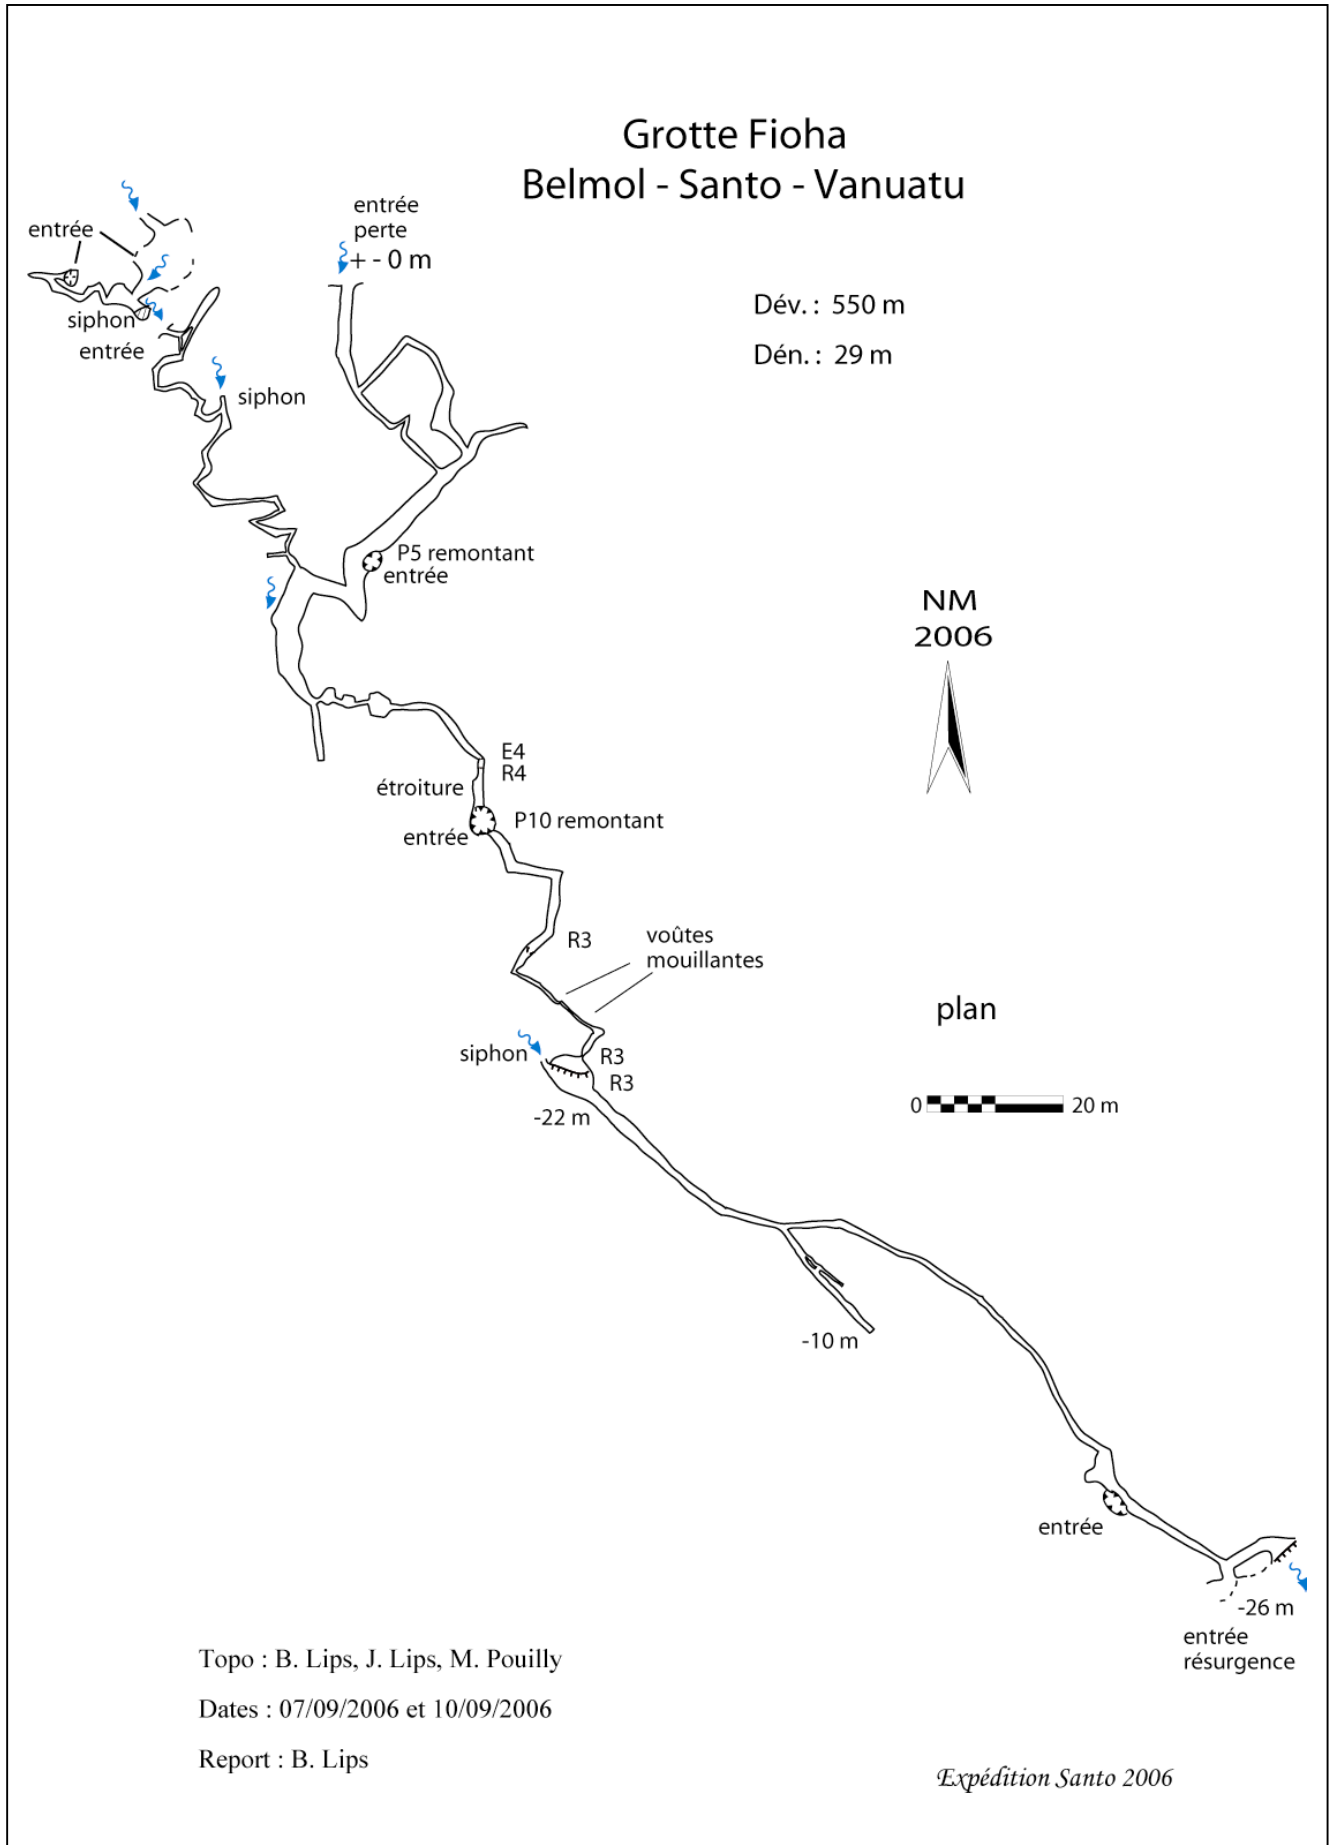 Grotte Fioha
Belmol - Santo - Vanuatu
entrée
perte
+ - 0 m
entrée
siphon
entrée
Dév. : 550 m
Dén. : 29 m
siphon
P5 remontant
entrée
NM
2006
E4
R4
étroiture
P10 remontant
entrée
R3
voûtes
mouillantes
plan
siphon
R3
R3
-22 m
0
20 m
-10 m
entrée
-26 m
entrée
résurgence
Topo : B. Lips, J. Lips, M. Pouilly
Dates : 07/09/2006 et 10/09/2006
Report : B. Lips
Expédition Santo 2006